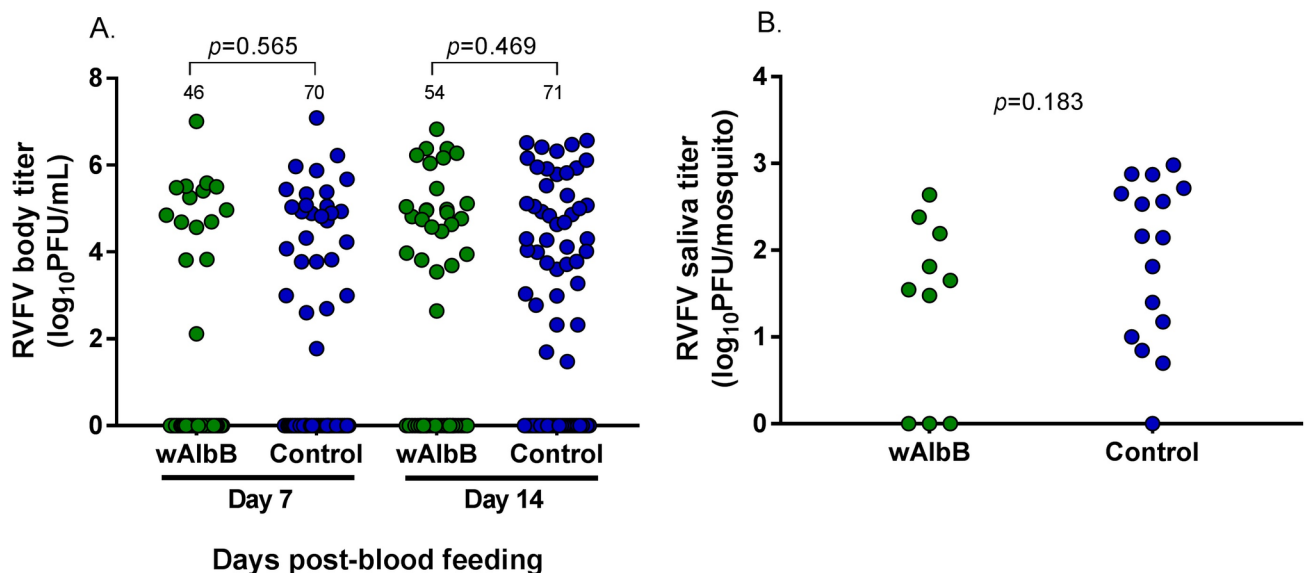 A.
p=0.565
p=0.469
46
70
54
71
8
6
4
2
0
RVFV body titer
(log10PFU/mL)
wAlbB
Control
wAlbB
Control
Day 7
Day 14
Days post-blood feeding
B.
p=0.183
4
3
2
1
0
RVFV saliva titer
(log10PFU/mosquito)
wAlbB
Control